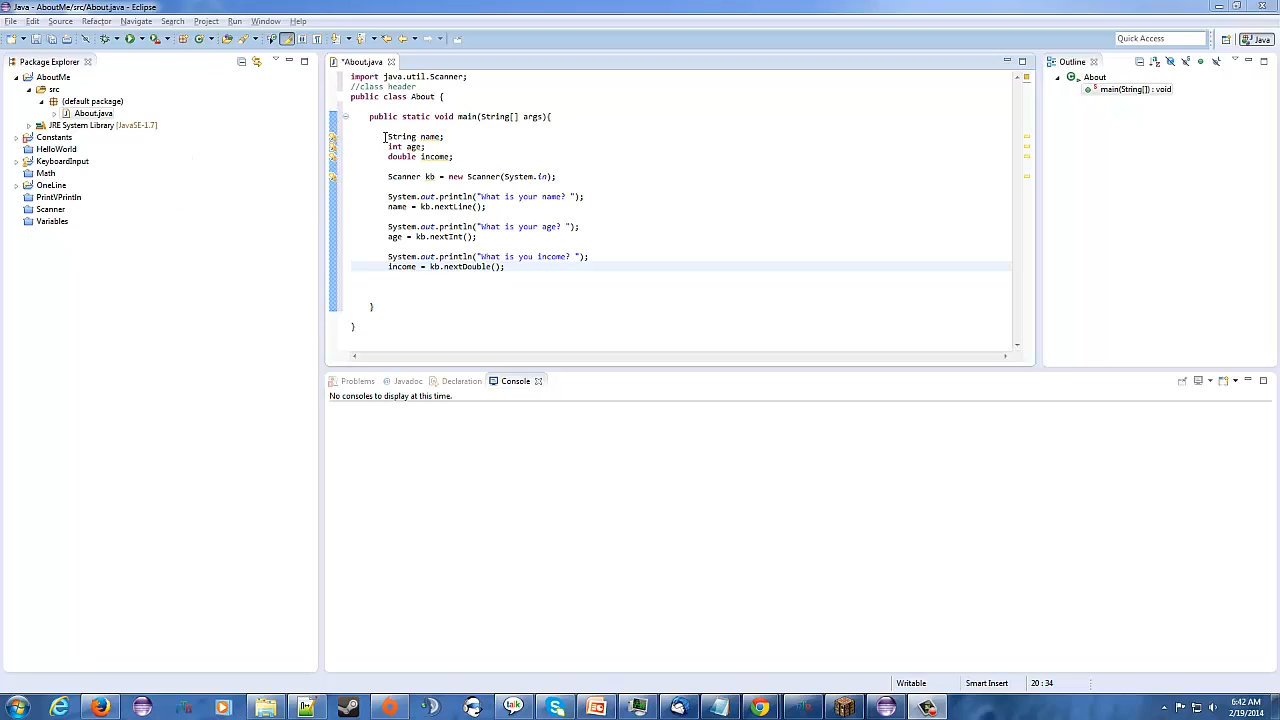 Java - AboutMe/src/About.java - Eclipse
File Edit Source Refactor Navigate Search Project Run Window Help
Quick Access
Java
Package Explorer
AboutMe
src
(default package)
About.java
JRE System Library [JavaSE-1.7]
Constants
HelloWorld
KeyboardInput
Math
OneLine
PrintVPrintln
Scanner
Variables
*About.java
import java.util.Scanner;
//class header
public class About {
public static void main(String[] args){
String name;
int age;
double income;
Scanner kb = new Scanner(System.in);
System.out.println("What is your name? ");
name = kb.nextLine();
System.out.println("What is your age? ");
age = kb.nextInt();
System.out.println("What is you income? ");
income = kb.nextDouble();
}
}
Outline
About
main(String[]) : void
Problems Javadoc Declaration Console
No consoles to display at this time.
Writable Smart Insert 20 : 34
talk
6:42 AM
2/19/2014